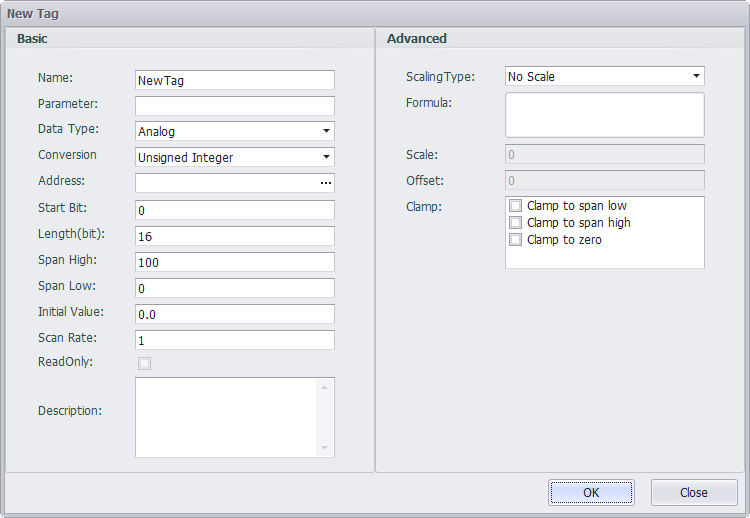 New Tag
Basic
Name: NewTag
Parameter:
Data Type: Analog
Conversion Unsigned Integer
Address: ...
Start Bit: 0
Length(bit): 16
Span High: 100
Span Low: 0
Initial Value: 0.0
Scan Rate: 1
ReadOnly:
Description:
Advanced
ScalingType: No Scale
Formula:
Scale: 0
Offset: 0
Clamp: Clamp to span low
Clamp to span high
Clamp to zero
OK Close